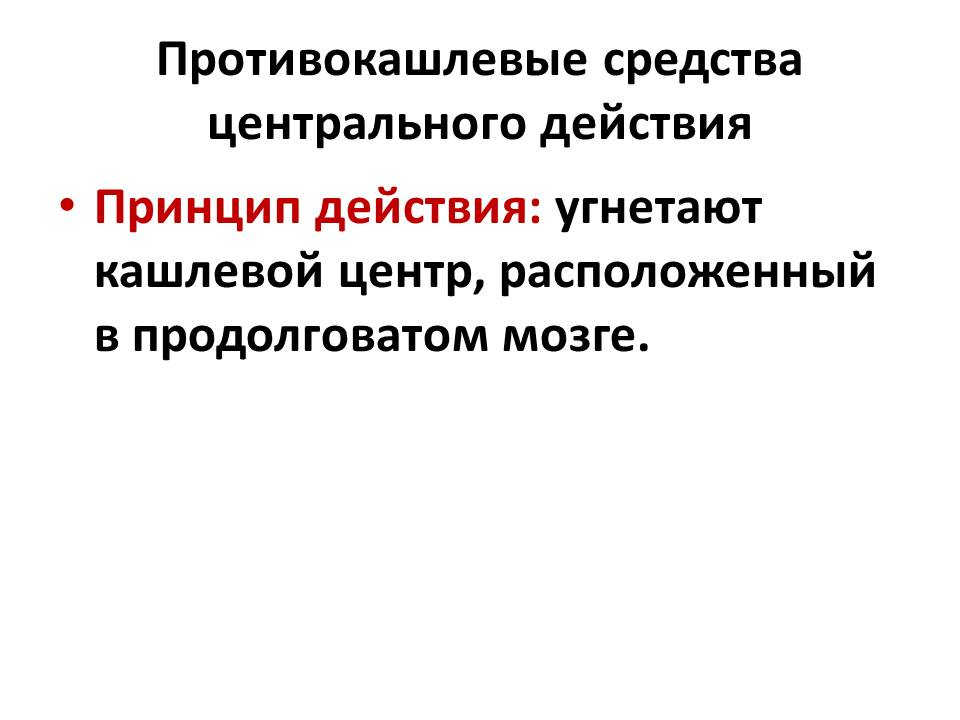 Противокашлевые средства
центрального действия
• Принцип действия: угнетают
кашлевой центр, расположенный
в продолговатом мозге.